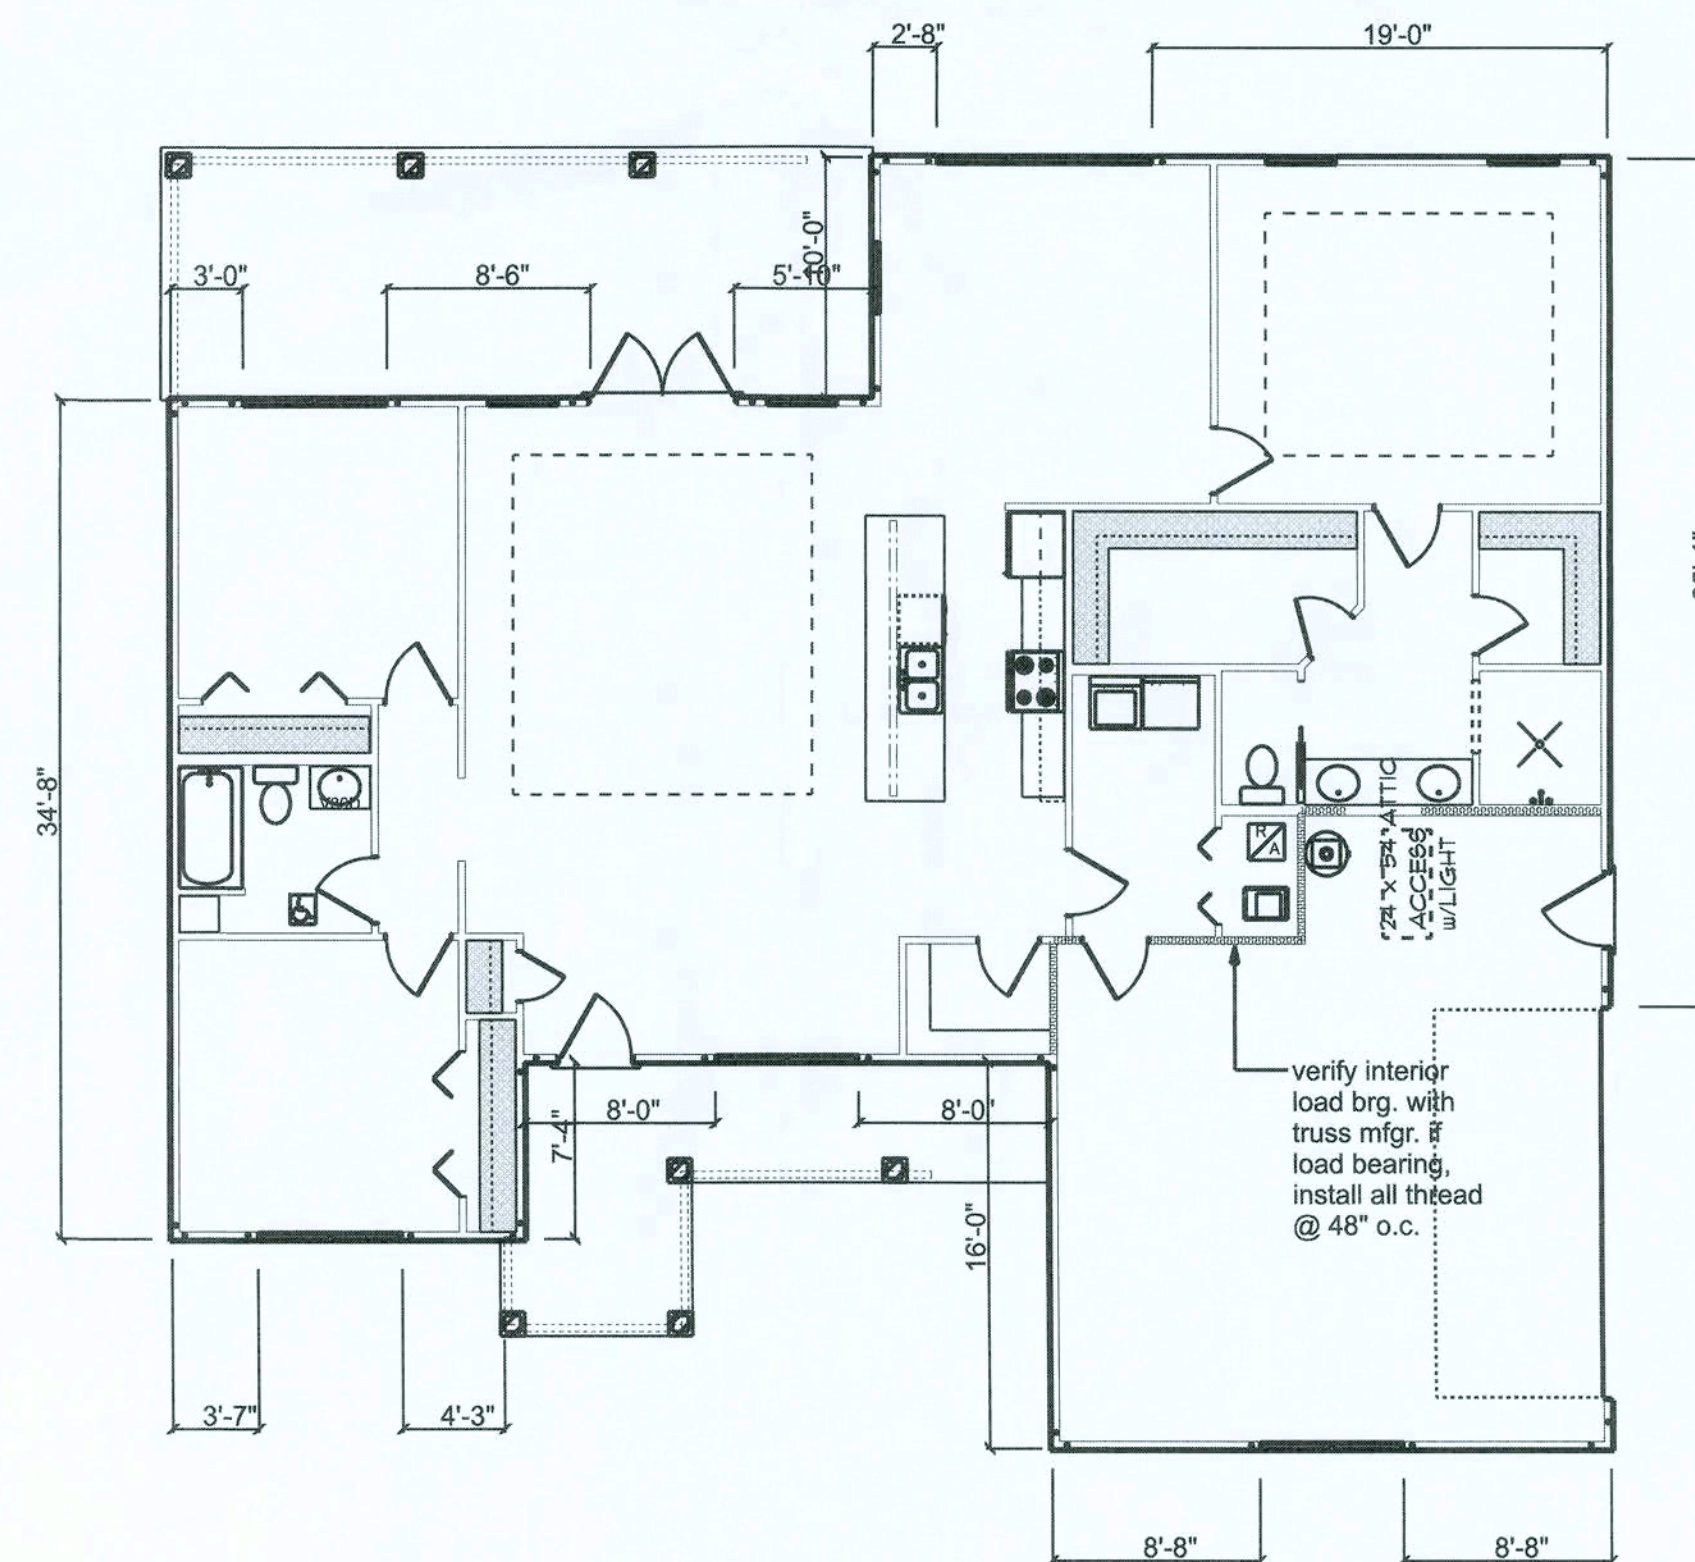 2'-8"
19'-0"
10'-0"
3'-0"
8'-6"
5'-10"
34'-8"
R
A
24 x 54 ATTIC
ACCESS
w/LIGHT
verify interior
load brg. with
truss mfgr. if
load bearing,
install all thread
@ 48" o.c.
8'-0"
8'-0"
7'-4"
16'-0"
3'-7"
4'-3"
8'-8"
8'-8"